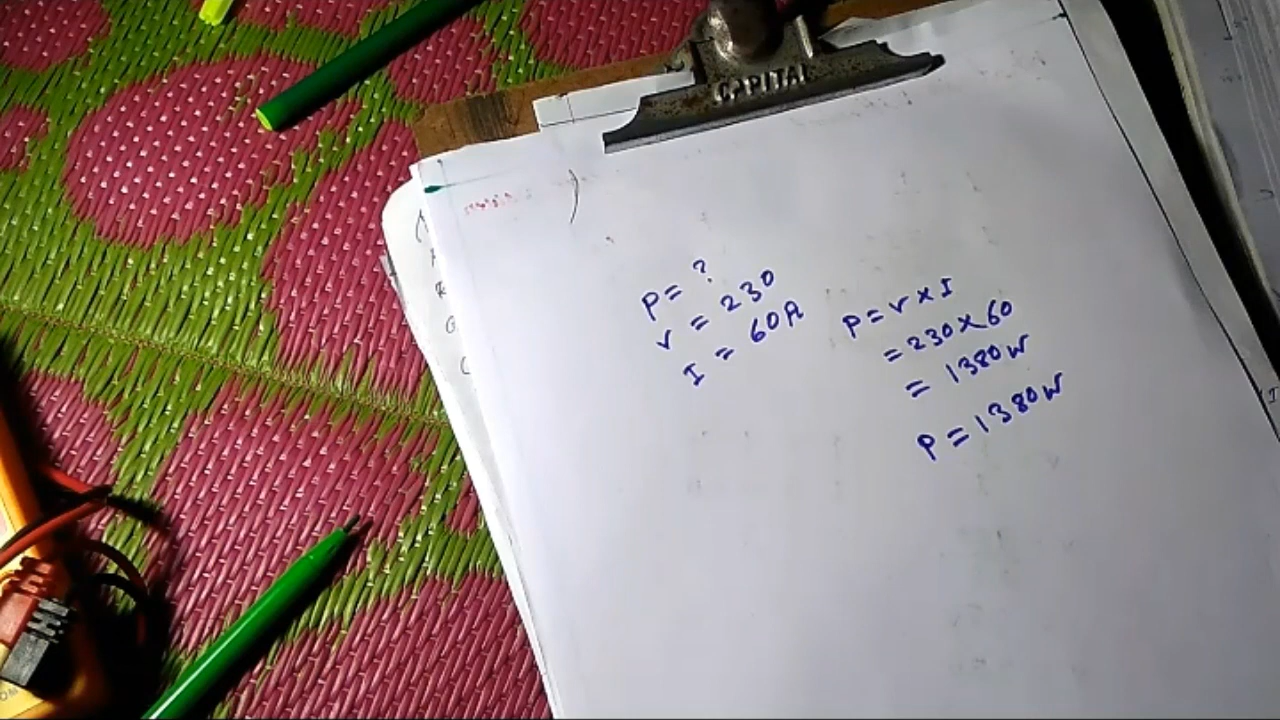 CAPITAL
P = ?
V = 230
I = 60A
P = V × I
= 230 × 60
= 1380 W
P = 1380 W